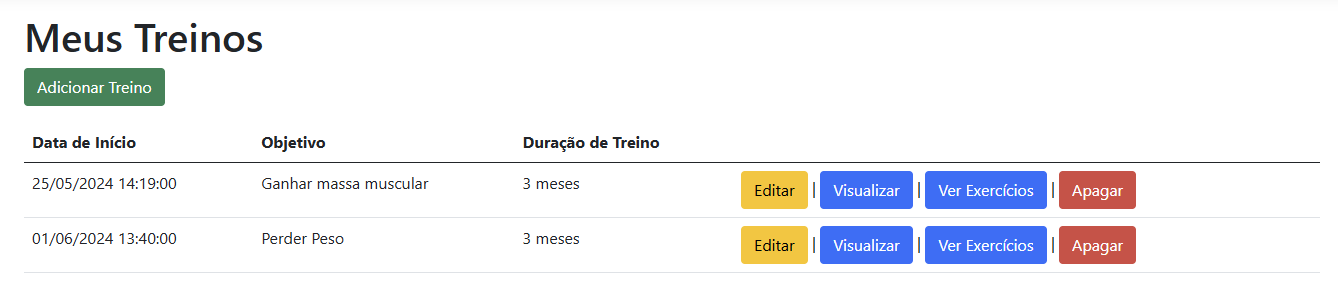 Meus Treinos
Adicionar Treino
Data de Início Objetivo Duração de Treino
25/05/2024 14:19:00 Ganhar massa muscular 3 meses Editar | Visualizar | Ver Exercícios | Apagar
01/06/2024 13:40:00 Perder Peso 3 meses Editar | Visualizar | Ver Exercícios | Apagar